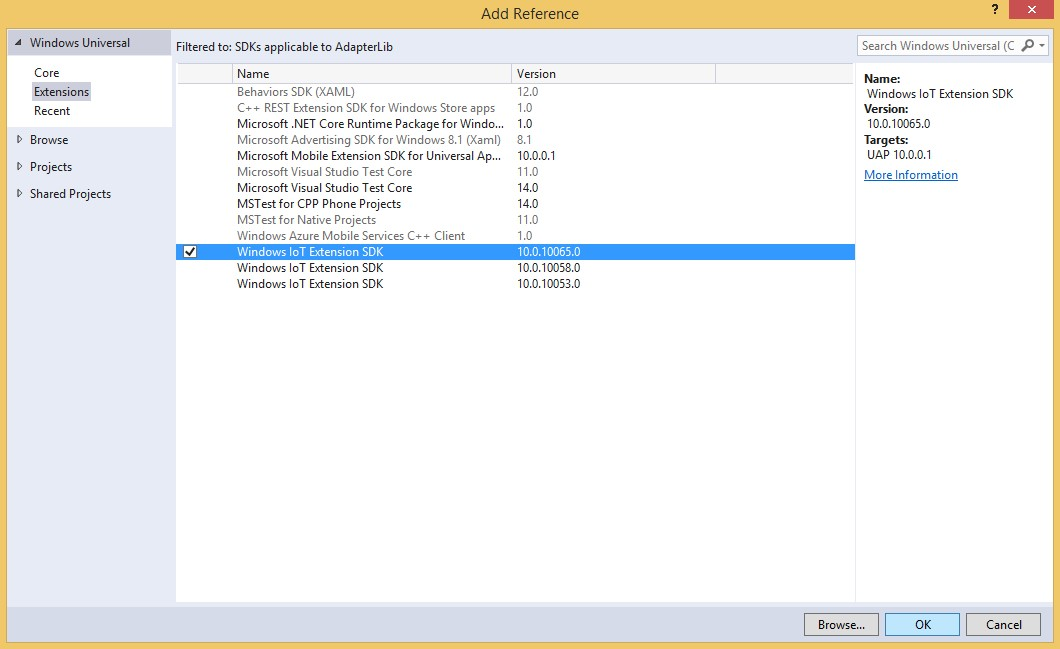 Add Reference
?
Windows Universal
Core
Extensions
Recent
Browse
Projects
Shared Projects
Filtered to: SDKs applicable to AdapterLib
Search Windows Universal (C
Name Version
Behaviors SDK (XAML) 12.0
C++ REST Extension SDK for Windows Store apps 1.0
Microsoft .NET Core Runtime Package for Windo... 1.0
Microsoft Advertising SDK for Windows 8.1 (Xaml) 8.1
Microsoft Mobile Extension SDK for Universal Ap... 10.0.0.1
Microsoft Visual Studio Test Core 11.0
Microsoft Visual Studio Test Core 14.0
MSTest for CPP Phone Projects 14.0
MSTest for Native Projects 11.0
Windows Azure Mobile Services C++ Client 1.0
Windows IoT Extension SDK 10.0.10065.0
Windows IoT Extension SDK 10.0.10058.0
Windows IoT Extension SDK 10.0.10053.0
Name:
Windows IoT Extension SDK
Version:
10.0.10065.0
Targets:
UAP 10.0.0.1
More Information
Browse... OK Cancel